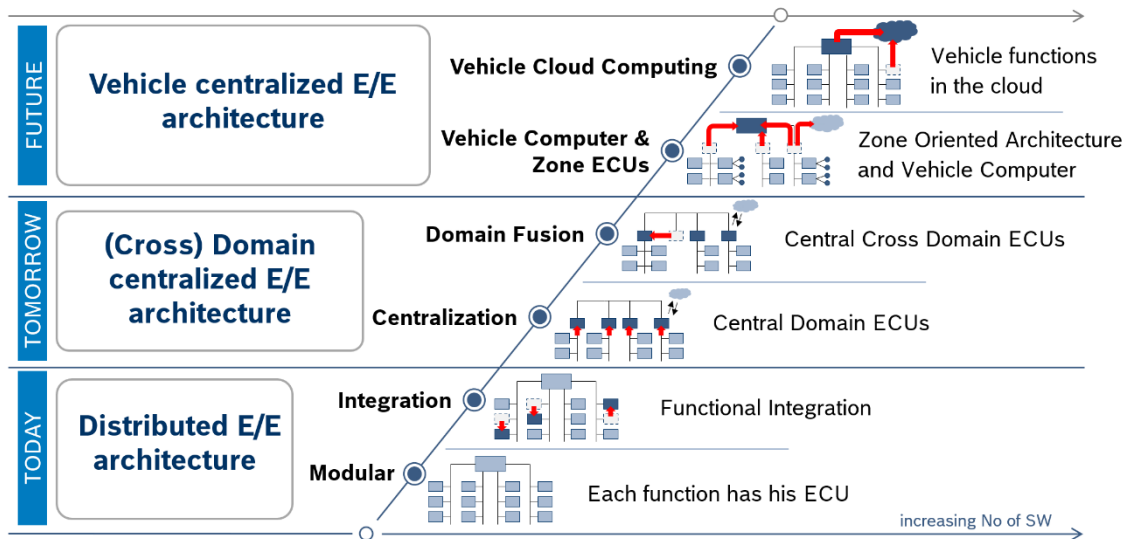 FUTURE
Vehicle centralized E/E
architecture
Vehicle Cloud Computing
Vehicle functions
in the cloud
Vehicle Computer &
Zone ECUs
Zone Oriented Architecture
and Vehicle Computer
TOMORROW
(Cross) Domain
centralized E/E
architecture
Domain Fusion
Central Cross Domain ECUs
Centralization
Central Domain ECUs
TODAY
Distributed E/E
architecture
Integration
Functional Integration
Modular
Each function has his ECU
increasing No of SW